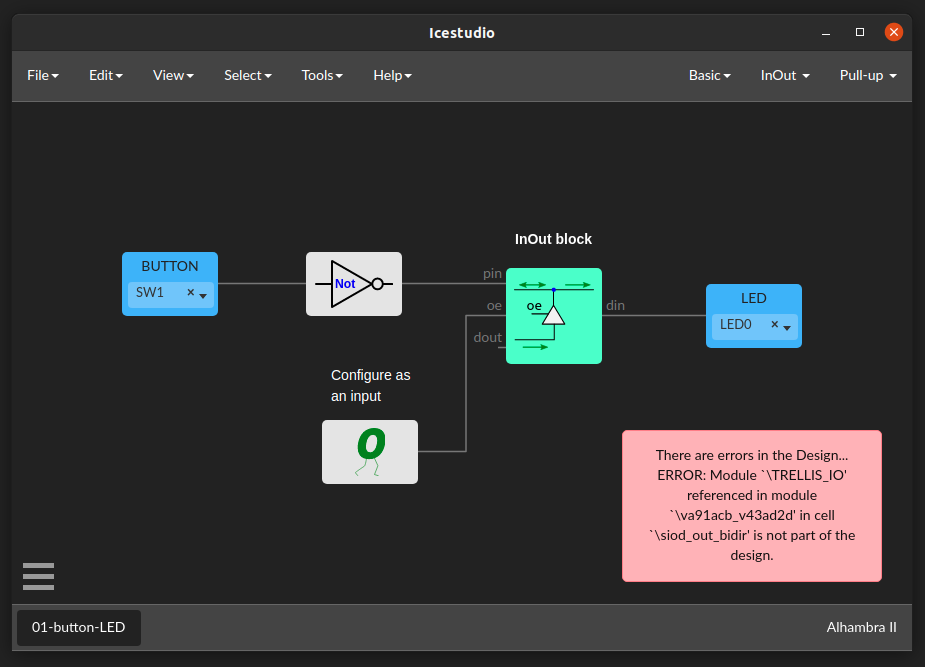 Icestudio
File Edit View Select Tools Help Basic InOut Pull-up
InOut block
BUTTON
SW1 ×
Not
pin
oe
dout
oe
din
LED
LED0 ×
Configure as
an input
0
There are errors in the Design...
ERROR: Module `\TRELLIS_IO'
referenced in module
`\va91acb_v43ad2d' in cell
`\siod_out_bidir' is not part of the
design.
01-button-LED
Alhambra II